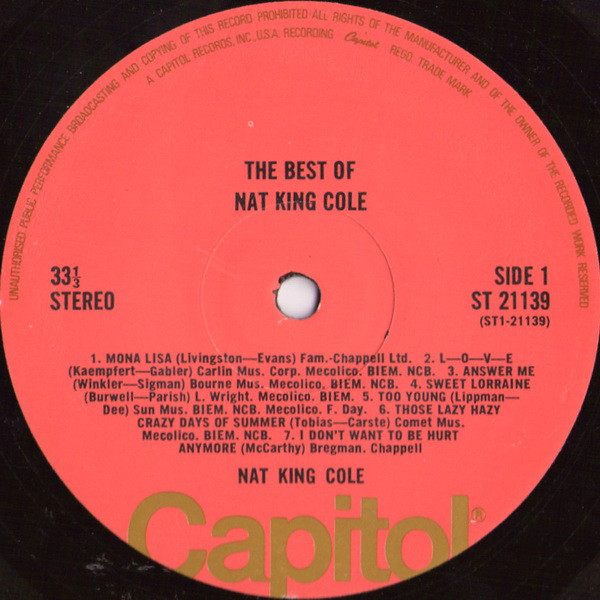 UNAUTHORISED PUBLIC PERFORMANCE BROADCASTING AND COPYING OF THIS RECORD PROHIBITED ALL RIGHTS OF THE MANUFACTURER AND OF THE OWNER OF THE RECORDED WORK RESERVED
A CAPITOL RECORDS, INC., U.S.A. RECORDING Capitol REGD. TRADE MARK
THE BEST OF
NAT KING COLE
33⅓
STEREO
SIDE 1
ST 21139
(ST1-21139)
1. MONA LISA (Livingston—Evans) Fam.-Chappell Ltd. 2. L—O—V—E
(Kaempfert—Gabler) Carlin Mus. Corp. Mecolico. BIEM. NCB. 3. ANSWER ME
(Winkler—Sigman) Bourne Mus. Mecolico, BIEM. NCB. 4. SWEET LORRAINE
(Burwell—Parish) L. Wright. Mecolico. BIEM. 5. TOO YOUNG (Lippman—
Dee) Sun Mus. BIEM. NCB. Mecolico. F. Day. 6. THOSE LAZY HAZY
CRAZY DAYS OF SUMMER (Tobias—Carste) Comet Mus.
Mecolico. BIEM. NCB. 7. I DON'T WANT TO BE HURT
ANYMORE (McCarthy) Bregman. Chappell
NAT KING COLE
Capitol®